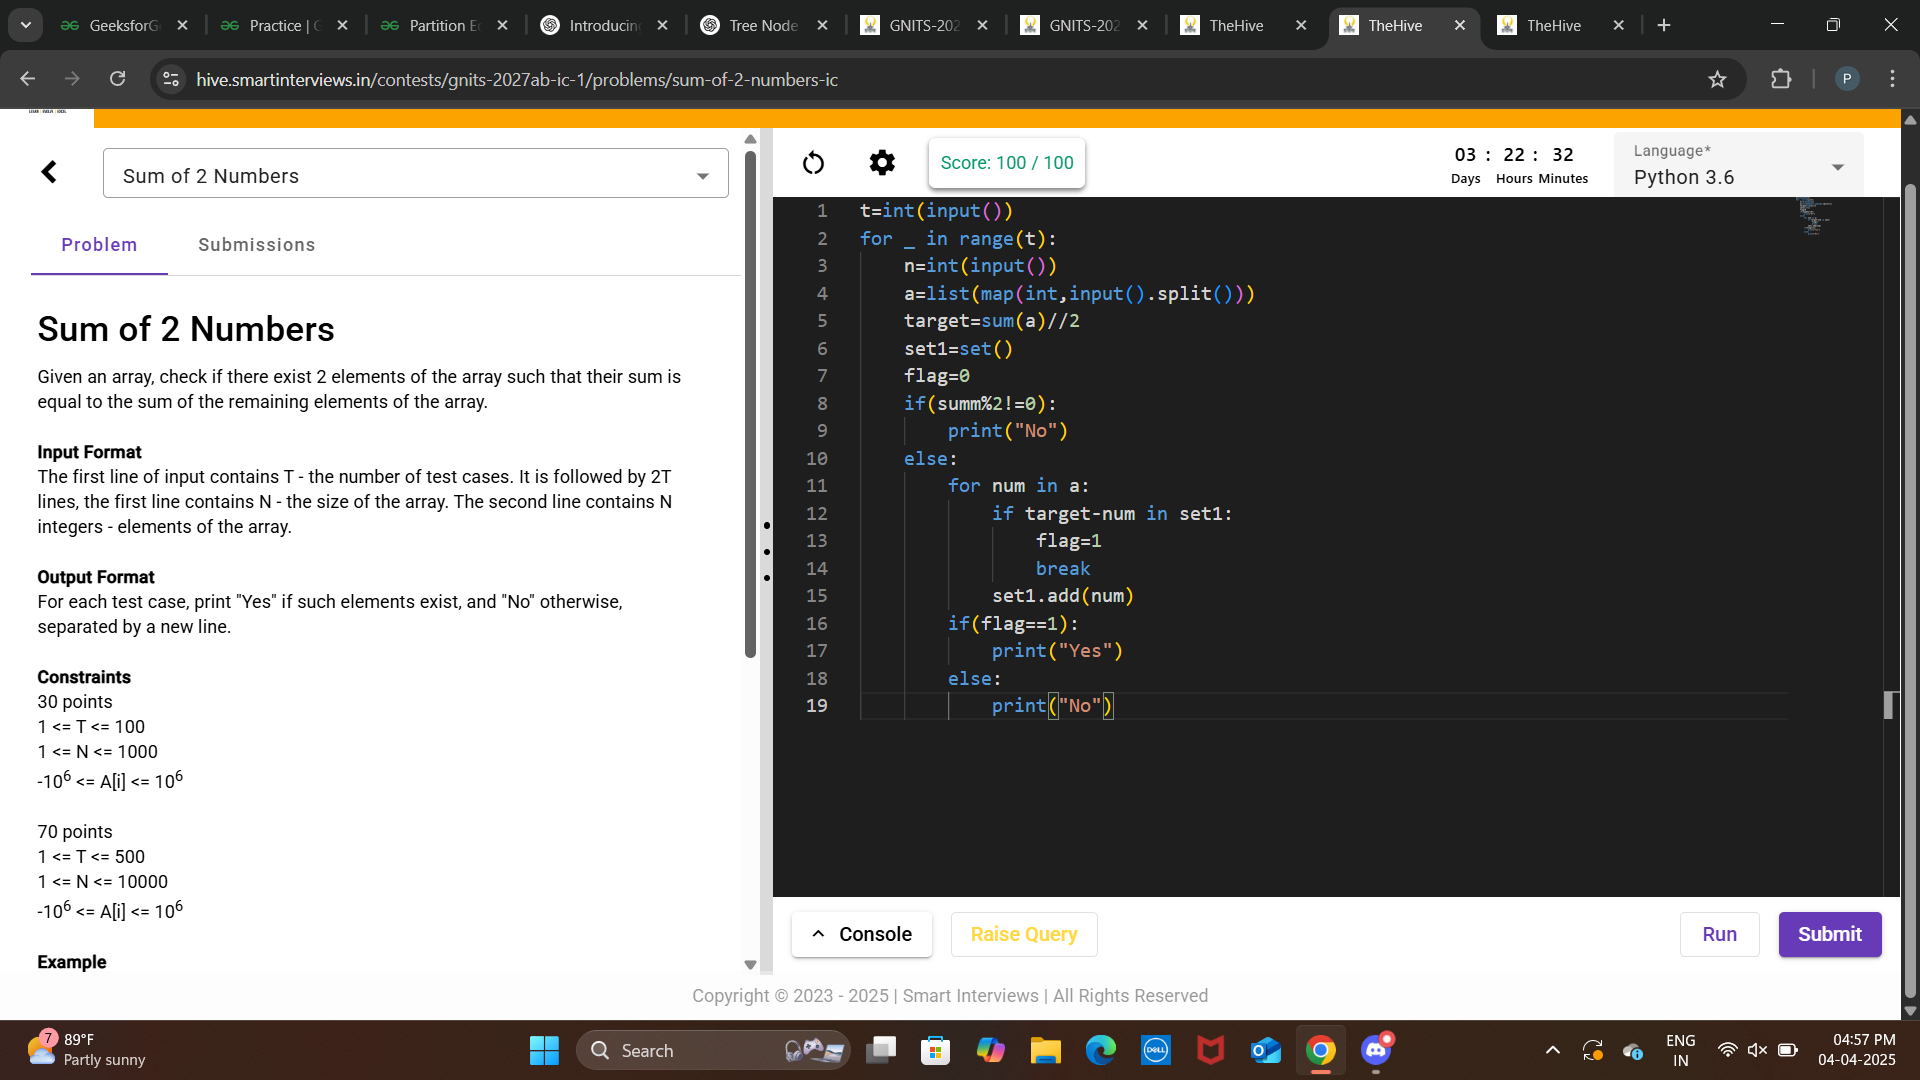 GeeksforG
Practice | G
Partition E
Introducin
Tree Node
GNITS-202
GNITS-202
TheHive
TheHive
TheHive
hive.smartinterviews.in/contests/gnits-2027ab-ic-1/problems/sum-of-2-numbers-ic
P
Sum of 2 Numbers
Problem
Submissions
Sum of 2 Numbers
Given an array, check if there exist 2 elements of the array such that their sum is
equal to the sum of the remaining elements of the array.
Input Format
The first line of input contains T - the number of test cases. It is followed by 2T
lines, the first line contains N - the size of the array. The second line contains N
integers - elements of the array.
Output Format
For each test case, print "Yes" if such elements exist, and "No" otherwise,
separated by a new line.
Constraints
30 points
1 <= T <= 100
1 <= N <= 1000
-10^6 <= A[i] <= 10^6
70 points
1 <= T <= 500
1 <= N <= 10000
-10^6 <= A[i] <= 10^6
Example
Score: 100 / 100
03 : 22 : 32
Days Hours Minutes
Language*
Python 3.6
1 t=int(input())
2 for _ in range(t):
3     n=int(input())
4     a=list(map(int,input().split()))
5     target=sum(a)//2
6     set1=set()
7     flag=0
8     if(summ%2!=0):
9         print("No")
10     else:
11         for num in a:
12             if target-num in set1:
13                 flag=1
14                 break
15             set1.add(num)
16         if(flag==1):
17             print("Yes")
18         else:
19             print("No")
Console
Raise Query
Run
Submit
Copyright © 2023 - 2025 | Smart Interviews | All Rights Reserved
7
89°F
Partly sunny
Search
DELL
ENG
IN
04:57 PM
04-04-2025